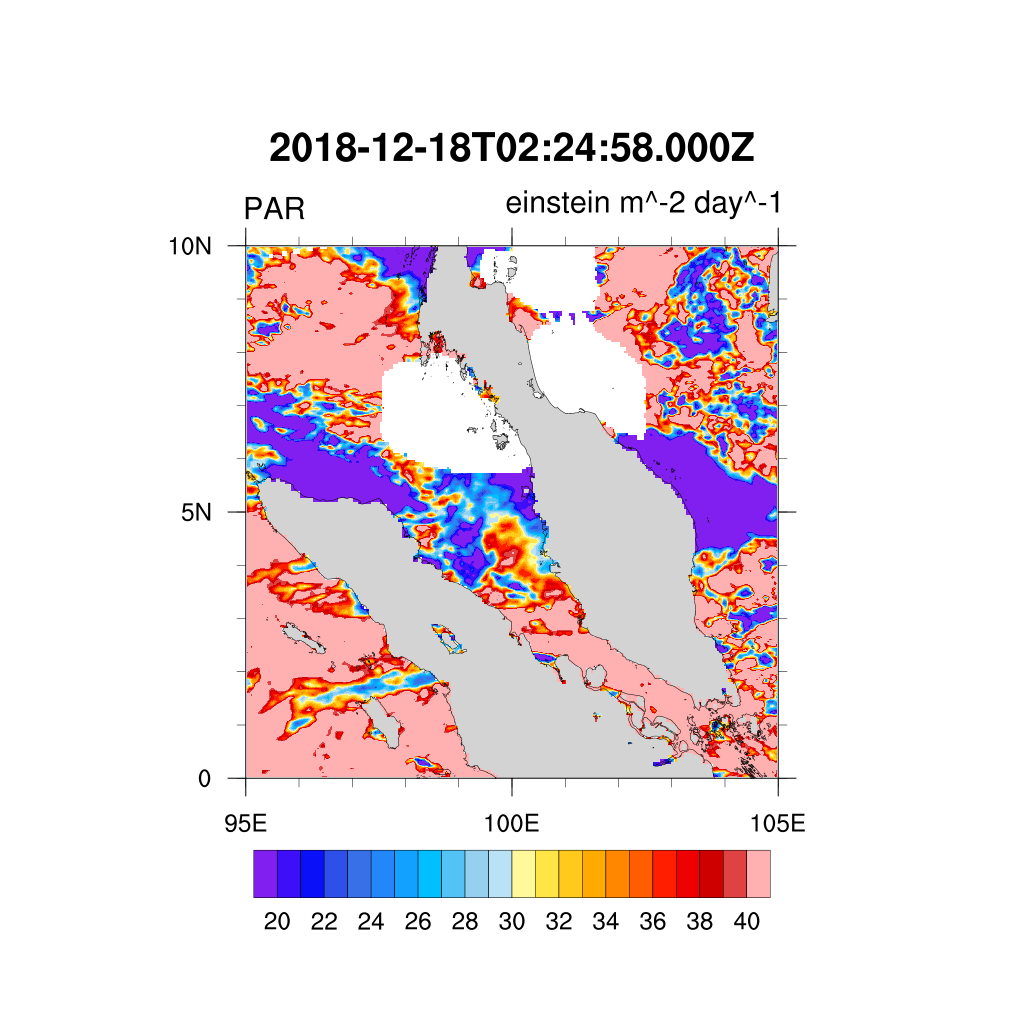 2018-12-18T02:24:58.000Z
PAR einstein m^-2 day^-1
10N
5N
0
95E 100E 105E
20 22 24 26 28 30 32 34 36 38 40